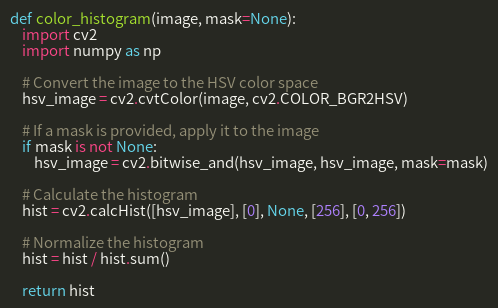 def color_histogram(image, mask=None):
    import cv2
    import numpy as np

    # Convert the image to the HSV color space
    hsv_image = cv2.cvtColor(image, cv2.COLOR_BGR2HSV)

    # If a mask is provided, apply it to the image
    if mask is not None:
        hsv_image = cv2.bitwise_and(hsv_image, hsv_image, mask=mask)

    # Calculate the histogram
    hist = cv2.calcHist([hsv_image], [0], None, [256], [0, 256])

    # Normalize the histogram
    hist = hist / hist.sum()

    return hist